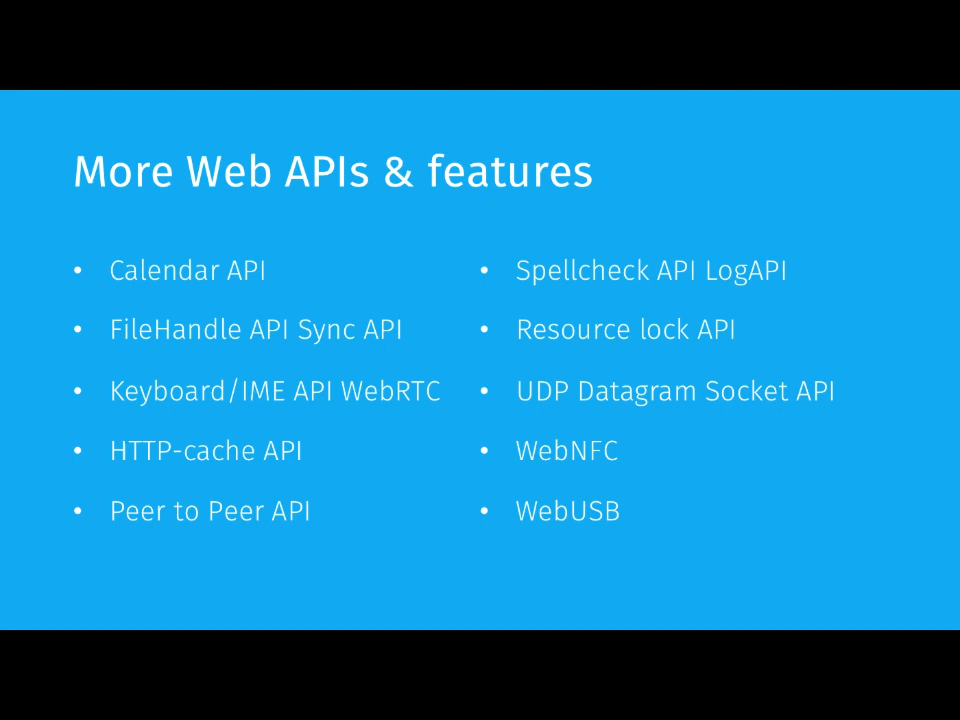 More Web APIs & features
• Calendar API
• FileHandle API Sync API
• Keyboard/IME API WebRTC
• HTTP-cache API
• Peer to Peer API
• Spellcheck API LogAPI
• Resource lock API
• UDP Datagram Socket API
• WebNFC
• WebUSB